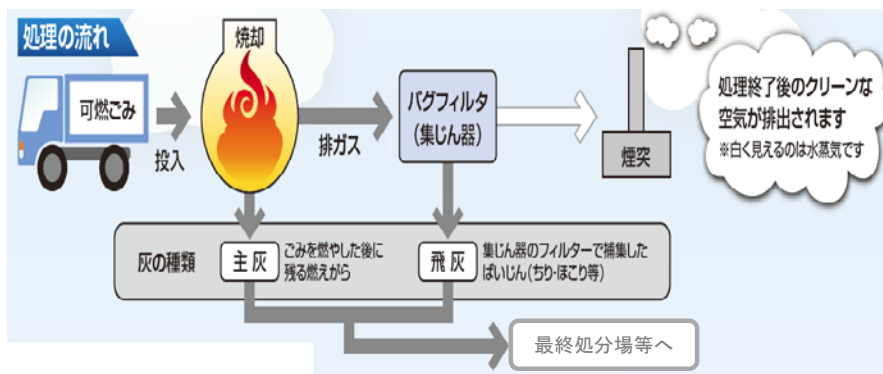 処理の流れ
可燃ごみ
投入
焼却
排ガス
バグフィルタ
(集じん器)
煙突
処理終了後のクリーンな
空気が排出されます
※白く見えるのは水蒸気です
灰の種類
主灰
ごみを燃やした後に
残る燃えがら
飛灰
集じん器のフィルターで捕集した
ばいじん(ちり・ほこり等)
最終処分場等へ